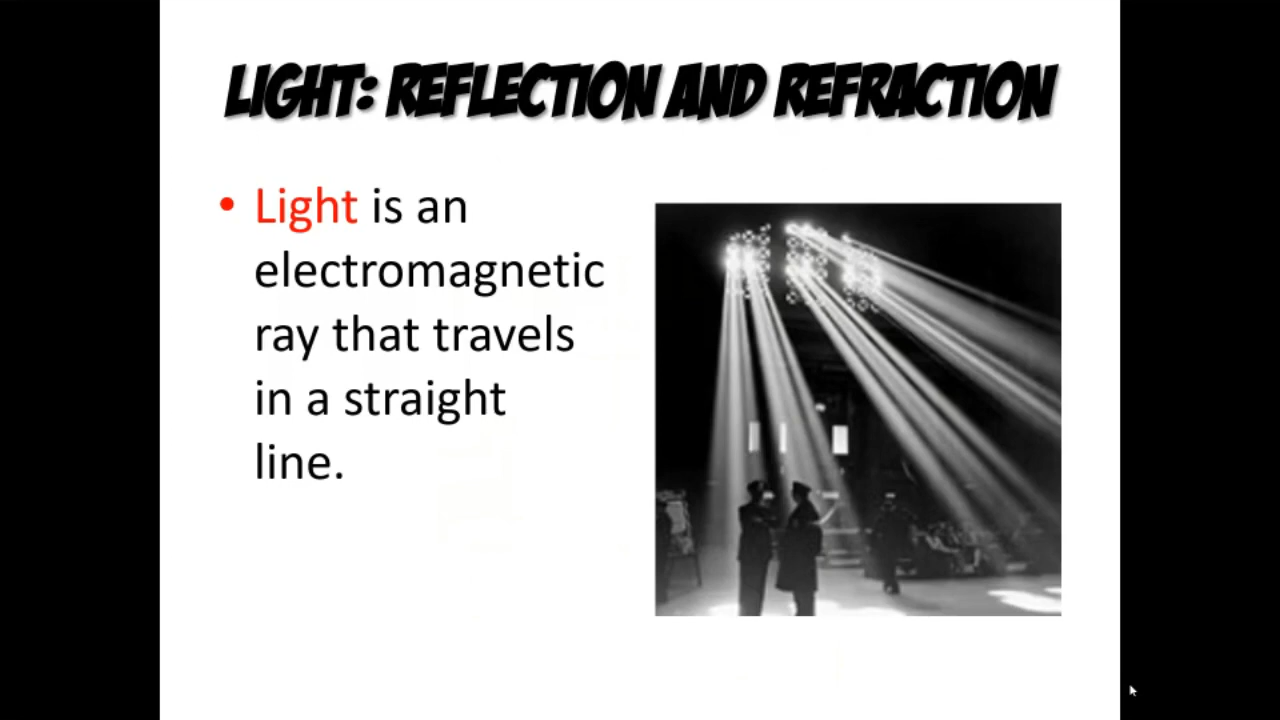 LIGHT: REFLECTION AND REFRACTION
• Light is an
electromagnetic
ray that travels
in a straight
line.